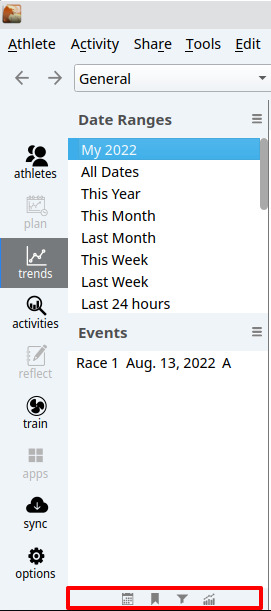 Athlete Activity Share Tools Edit
General
Date Ranges
My 2022
All Dates
This Year
This Month
Last Month
This Week
Last Week
Last 24 hours
Events
Race 1 Aug. 13, 2022 A
athletes
plan
trends
activities
reflect
train
apps
sync
options